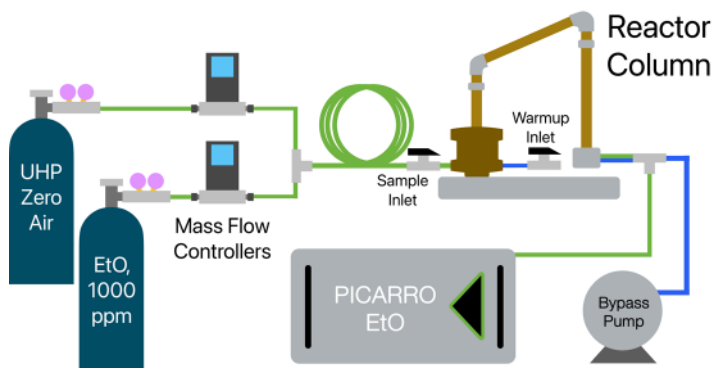 Reactor
Column
Warmup
Inlet
Sample
Inlet
UHP
Zero
Air
Mass Flow
Controllers
EtO,
1000
ppm
PICARRO
EtO
Bypass
Pump